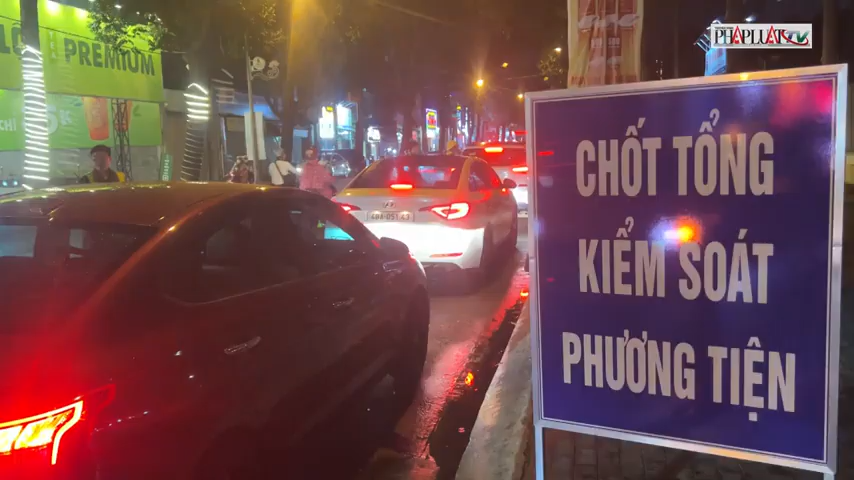 PHÁPLUẬT TV
PREMIUM
CHỐT TỔNG
KIỂM SOÁT
PHƯƠNG TIỆN